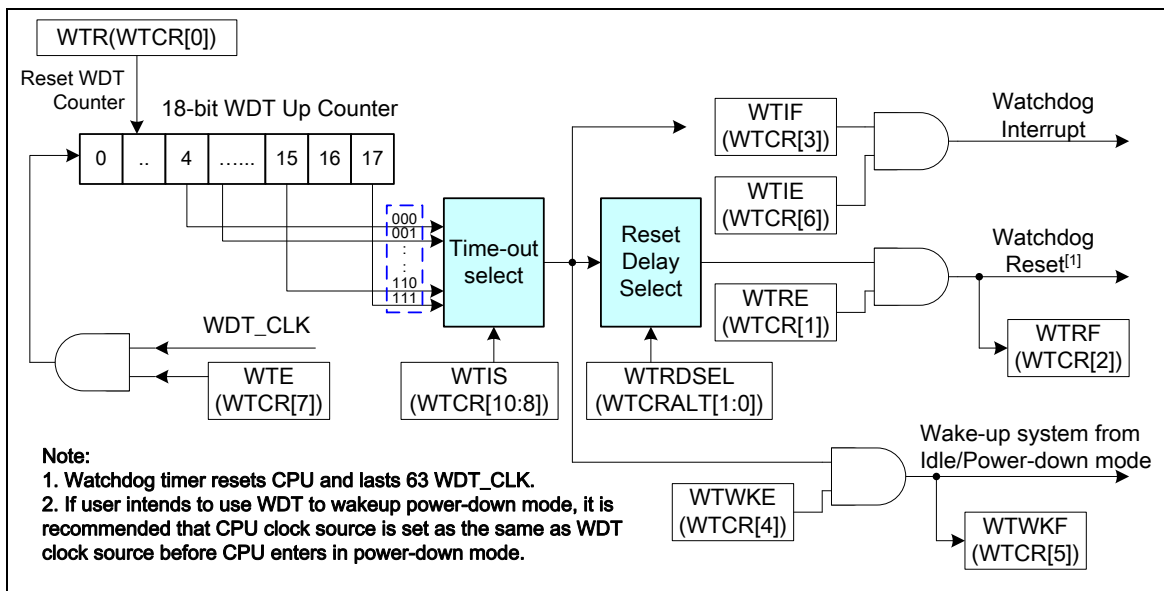 WTR(WTCR[0])
Reset WDT
Counter
18-bit WDT Up Counter
0 .. 4 ...... 15 16 17
000
001
:
:
110
111
Time-out
select
Reset
Delay
Select
WTIF
(WTCR[3])
WTIE
(WTCR[6])
Watchdog
Interrupt
WTRE
(WTCR[1])
Watchdog
Reset[1]
WTRF
(WTCR[2])
WDT_CLK
WTE
(WTCR[7])
WTIS
(WTCR[10:8])
WTRDSEL
(WTCRALT[1:0])
WTWKE
(WTCR[4])
Wake-up system from
Idle/Power-down mode
WTWKF
(WTCR[5])
Note:
1. Watchdog timer resets CPU and lasts 63 WDT_CLK.
2. If user intends to use WDT to wakeup power-down mode, it is
recommended that CPU clock source is set as the same as WDT
clock source before CPU enters in power-down mode.